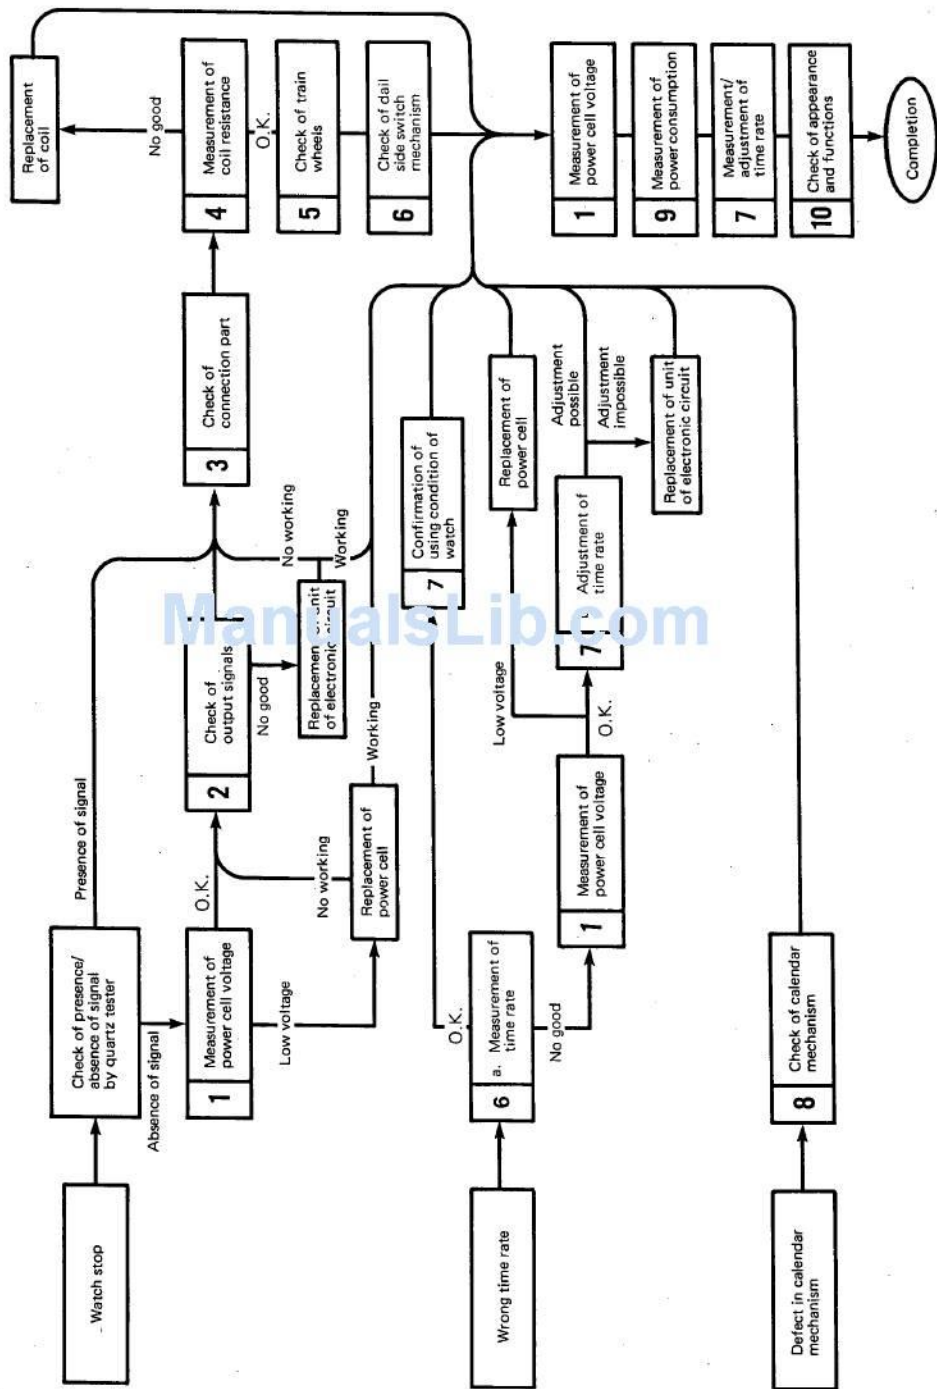 Watch stop
Check of presence/
absence of signal
by quartz tester
Presence of signal
Absence of signal
1
Measurement of
power cell voltage
O.K.
Low voltage
Replacement of
power cell
No working
Working
2
Check of
output signals
No good
Replacement of unit
of electronic circuit
No working
Working
3
Check of
connection part
4
Measurement of
coil resistance
No good
Replacement
of coil
O.K.
5
Check of train
wheels
6
Check of dail
side switch
mechanism
Wrong time rate
6
a. Measurement of
time rate
O.K.
7
Confirmation of
using condition of
watch
No good
1
Measurement of
power cell voltage
Low voltage
Replacement of
power cell
O.K.
7
Adjustment of
time rate
Adjustment
possible
Adjustment
impossible
Replacement of unit
of electronic circuit
Defect in calendar
mechanism
8
Check of calendar
mechanism
1
Measurement of
power cell voltage
9
Measurement of
power consumption
7
Measurement/
adjustment of
time rate
10
Check of appearance
and functions
Completion
ManualsLib.com